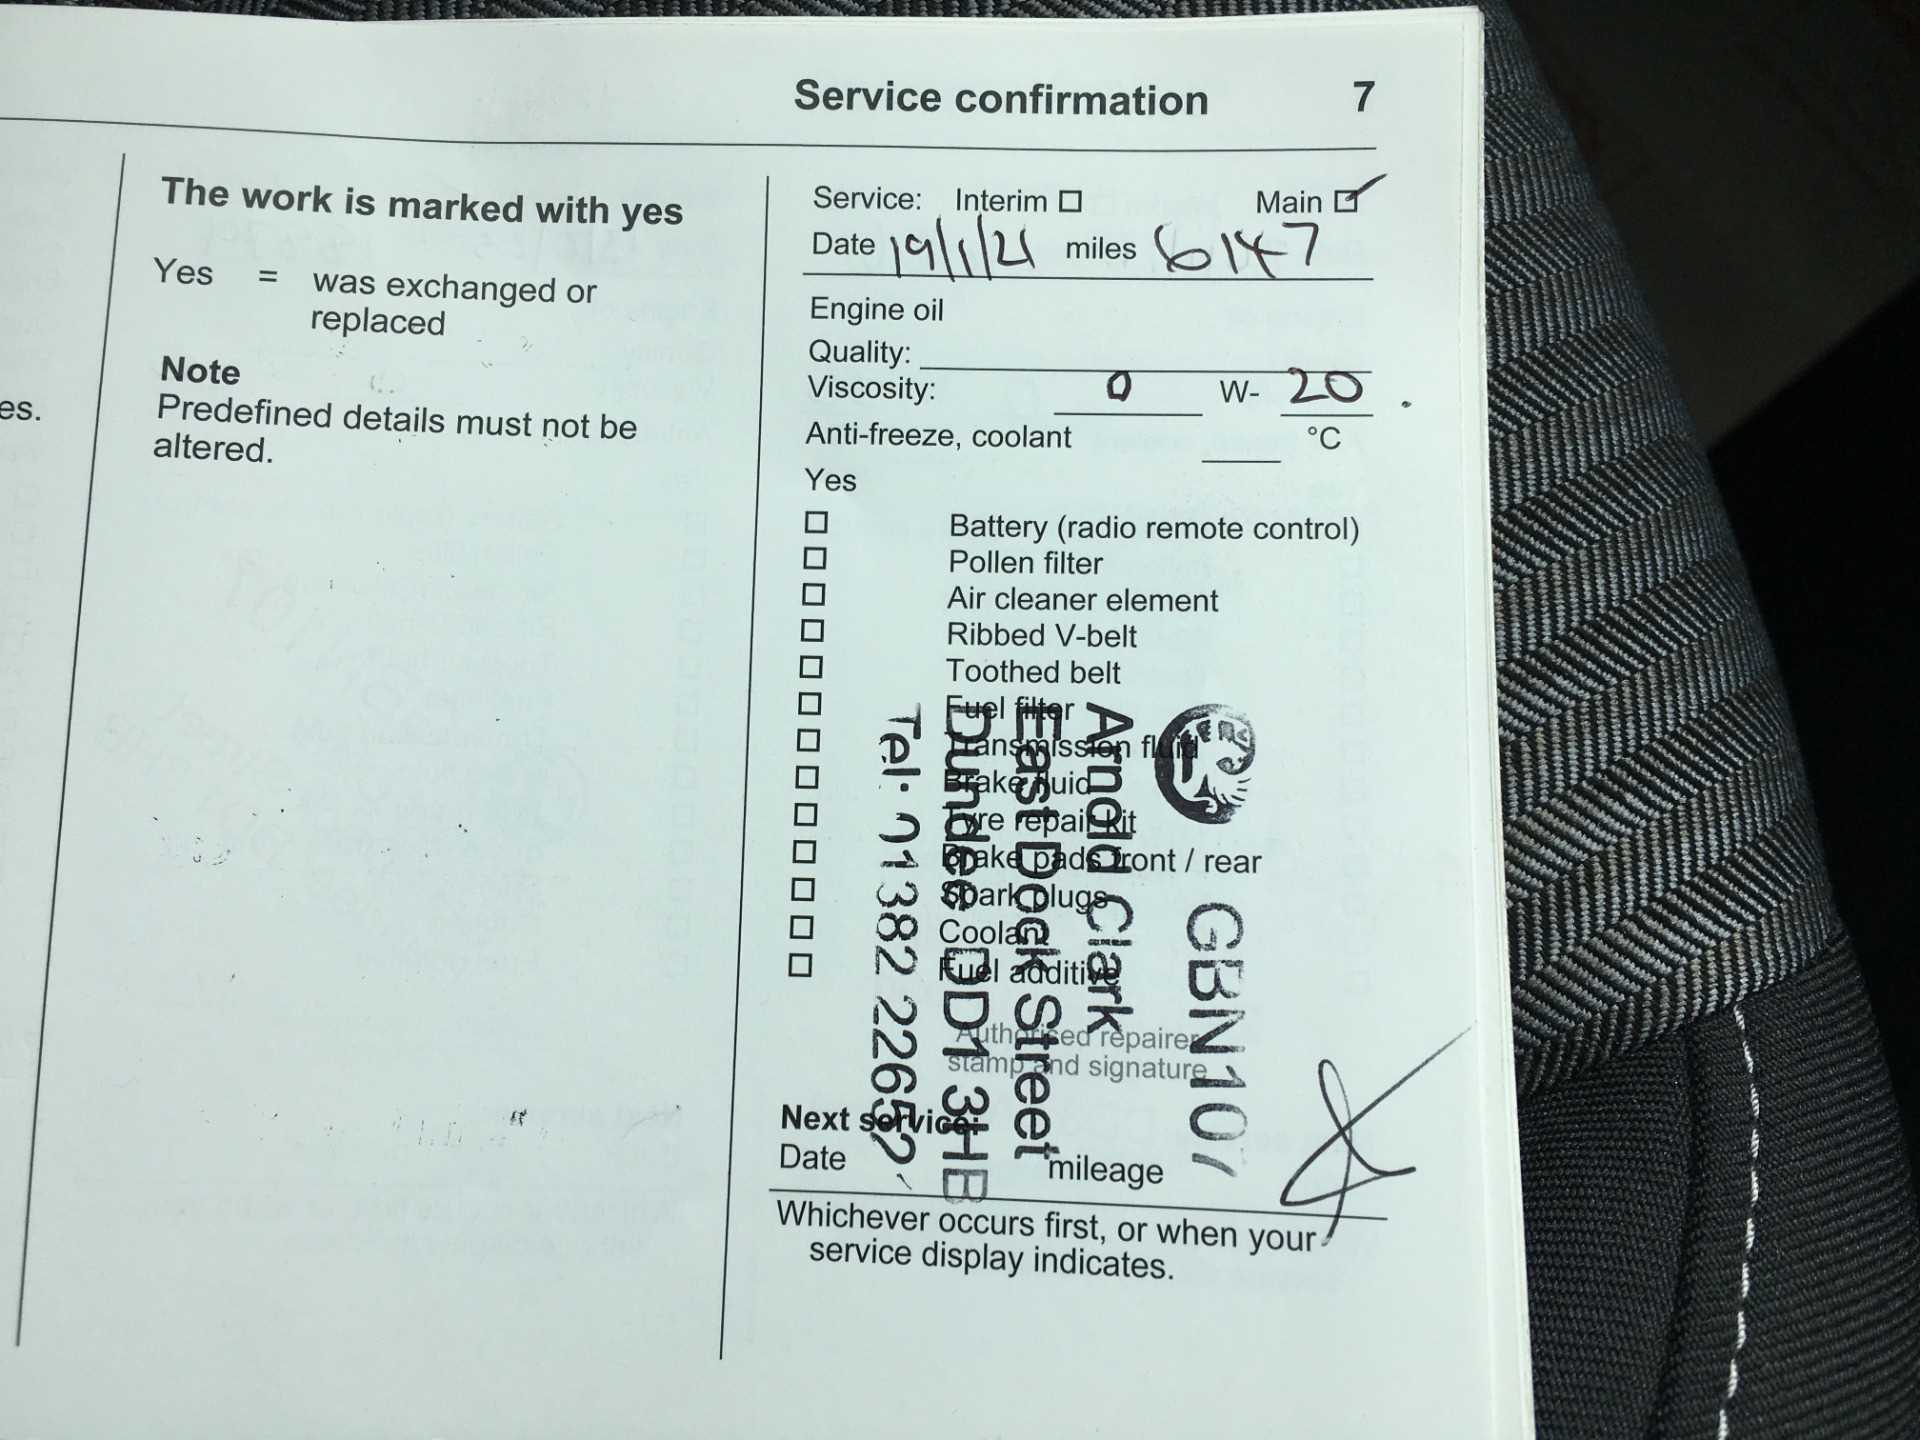 Service confirmation 7
es.
The work is marked with yes
Yes = was exchanged or
replaced
Note
Predefined details must not be
altered.
Service: Interim Main
Date 19/1/21 miles 6147
Engine oil
Quality:
Viscosity: 0 W- 20
Anti-freeze, coolant °C
Yes
Battery (radio remote control)
Pollen filter
Air cleaner element
Ribbed V-belt
Toothed belt
Fuel filter
Transmission fluid
Brake fluid
Tyre repair kit
Brake pads front / rear
Spark plugs
Coolant
Fuel additive
Authorised repairer
stamp and signature
GBN107
Arnold Clark
East Dock Street
Dundee DD1 3HB
Tel. 01382 22652
Next service:
Date mileage
Whichever occurs first, or when your
service display indicates.